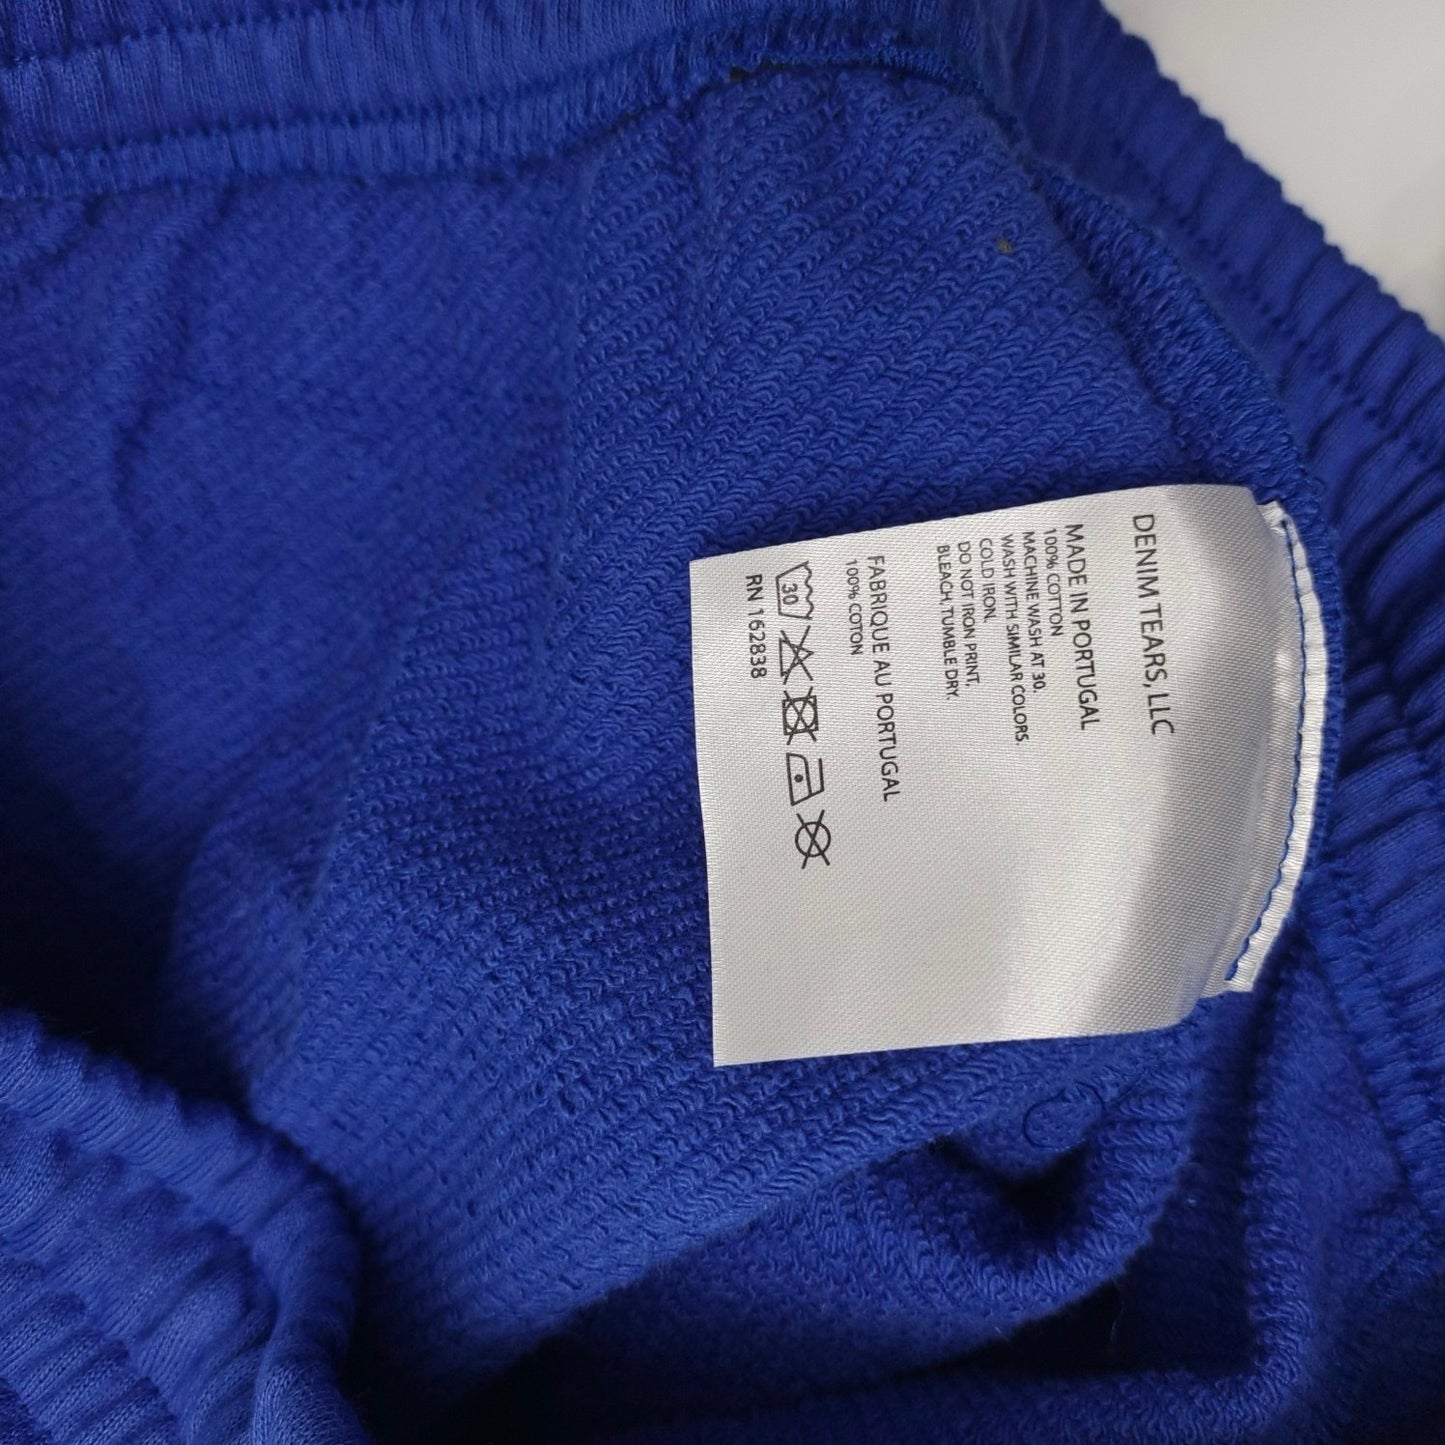 DENIM TEARS, LLC
MADE IN PORTUGAL
100% COTTON
MACHINE WASH AT 30.
WASH WITH SIMILAR COLORS.
COLD IRON.
DO NOT IRON PRINT,
BLEACH, TUMBLE DRY.
FABRIQUE AU PORTUGAL
100% COTON
30
RN 162838